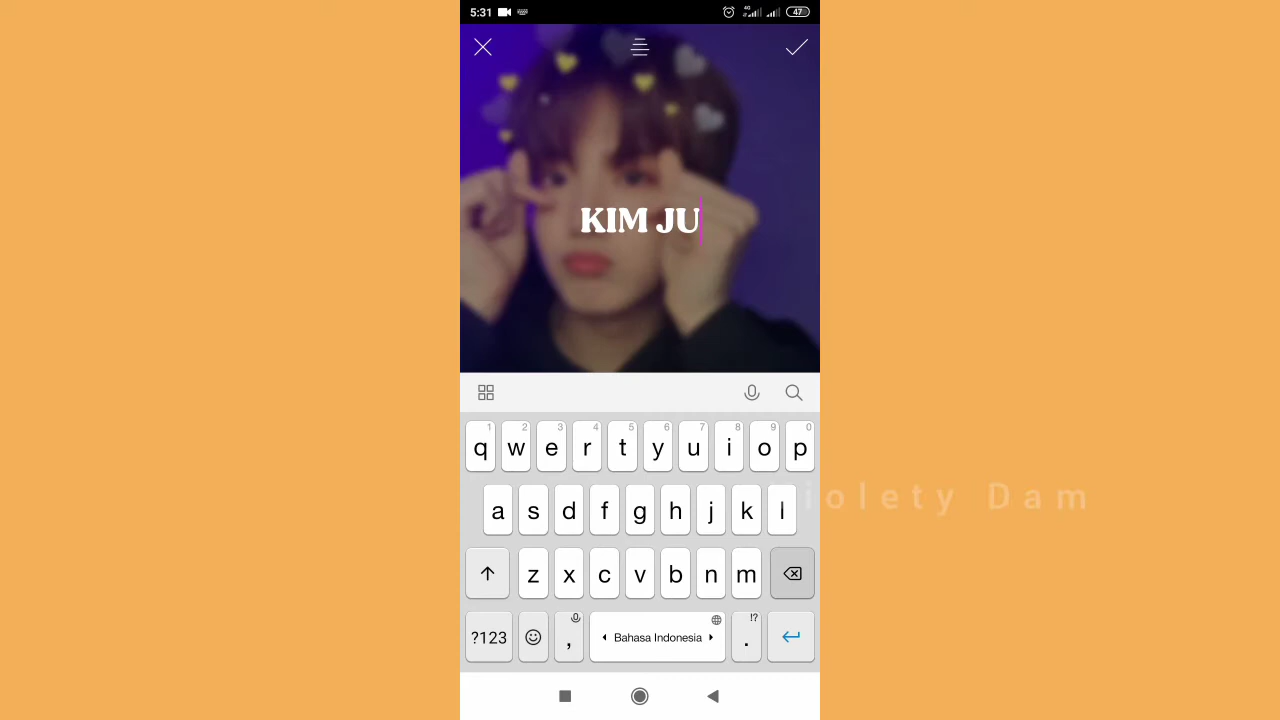 5:31
4G
47
KIM JU
1 2 3 4 5 6 7 8 9 0
q w e r t y u i o p
a s d f g h j k l
z x c v b n m
!?
?123 , Bahasa Indonesia .
iolety Dam